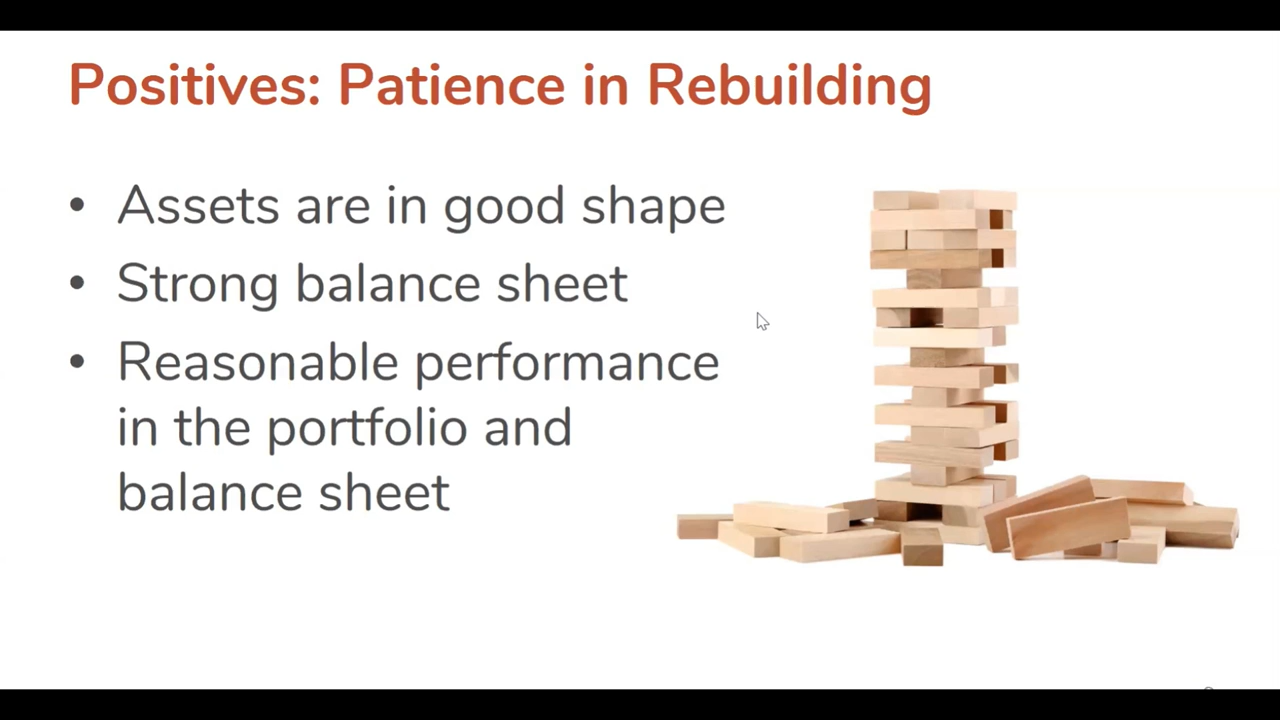 Positives: Patience in Rebuilding
• Assets are in good shape
• Strong balance sheet
• Reasonable performance
in the portfolio and
balance sheet